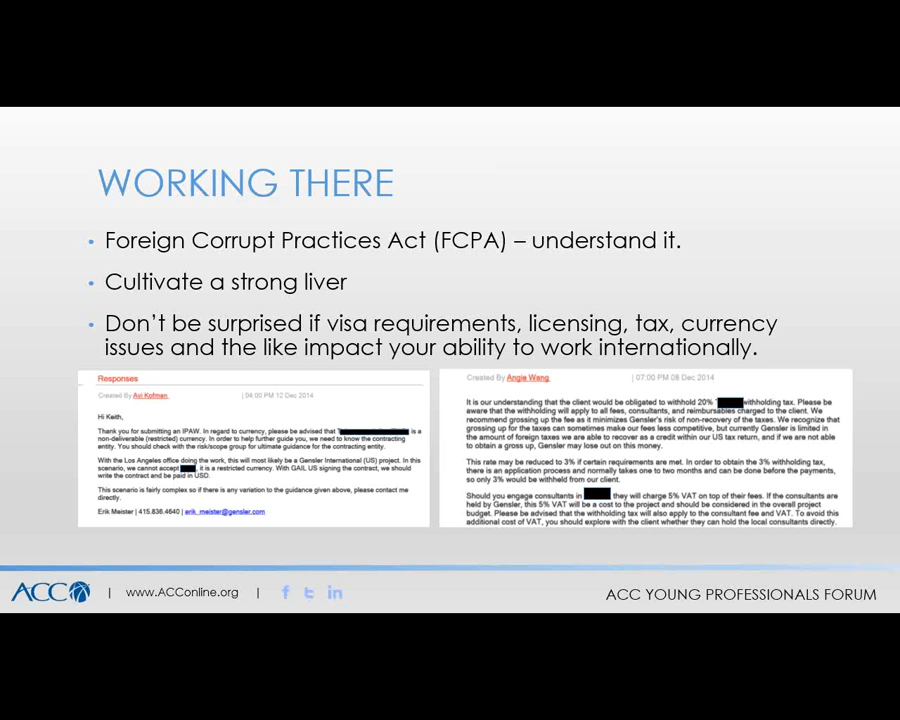 WORKING THERE
• Foreign Corrupt Practices Act (FCPA) – understand it.
• Cultivate a strong liver
• Don't be surprised if visa requirements, licensing, tax, currency
issues and the like impact your ability to work internationally.
Responses
Created By Avi Kofman | 04:00 PM 12 Dec 2014
Hi Keith,
Thank you for submitting an IPAW. In regard to currency, please be advised that is a
non-deliverable (restricted) currency. In order to help further guide you, we need to know the contracting
entity. You should check with the risk/scope group for ultimate guidance for the contracting entity.
With the Los Angeles office doing the work, this will most likely be a Gensler International (US) project. In this
scenario, we cannot accept , it is a restricted currency. With GAIL US signing the contract, we should
write the contract and be paid in USD.
This scenario is fairly complex so if there is any variation to the guidance given above, please contact me
directly.
Erik Meister | 415.836.4640 | erik_meister@gensler.com
Created By Angie Wang | 07:00 PM 08 Dec 2014
It is our understanding that the client would be obligated to withhold 20% withholding tax. Please be
aware that the withholding will apply to all fees, consultants, and reimbursables charged to the client. We
recommend grossing up the fee as it minimizes Gensler's risk of non-recovery of the taxes. We recognize that
grossing up for the taxes can sometimes make our fees less competitive, but currently Gensler is limited in
the amount of foreign taxes we are able to recover as a credit within our US tax return, and if we are not able
to obtain a gross up, Gensler may lose out on this money.
This rate may be reduced to 3% if certain requirements are met. In order to obtain the 3% withholding tax,
there is an application process and normally takes one to two months and can be done before the payments,
so only 3% would be withheld from our client.
Should you engage consultants in they will charge 5% VAT on top of their fees. If the consultants are
held by Gensler, this 5% VAT will be a cost to the project and should be considered in the overall project
budget. Please be advised that the withholding tax will also apply to the consultant fee and VAT. To avoid this
additional cost of VAT, you should explore with the client whether they can hold the local consultants directly.
ACC | www.ACConline.org | f t in
ACC YOUNG PROFESSIONALS FORUM